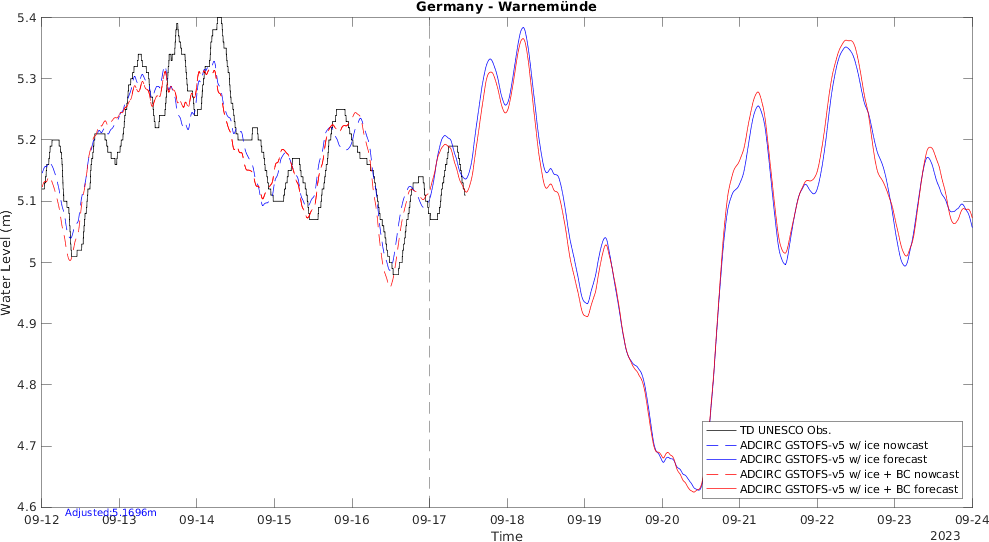 Germany - Warnemünde
5.4
5.3
5.2
5.1
5
4.9
4.8
4.7
4.6
Water Level (m)
TD UNESCO Obs.
ADCIRC GSTOFS-v5 w/ ice nowcast
ADCIRC GSTOFS-v5 w/ ice forecast
ADCIRC GSTOFS-v5 w/ ice + BC nowcast
ADCIRC GSTOFS-v5 w/ ice + BC forecast
Adjusted:5.1696m
09-12 09-13 09-14 09-15 09-16 09-17 09-18 09-19 09-20 09-21 09-22 09-23 09-24
Time
2023